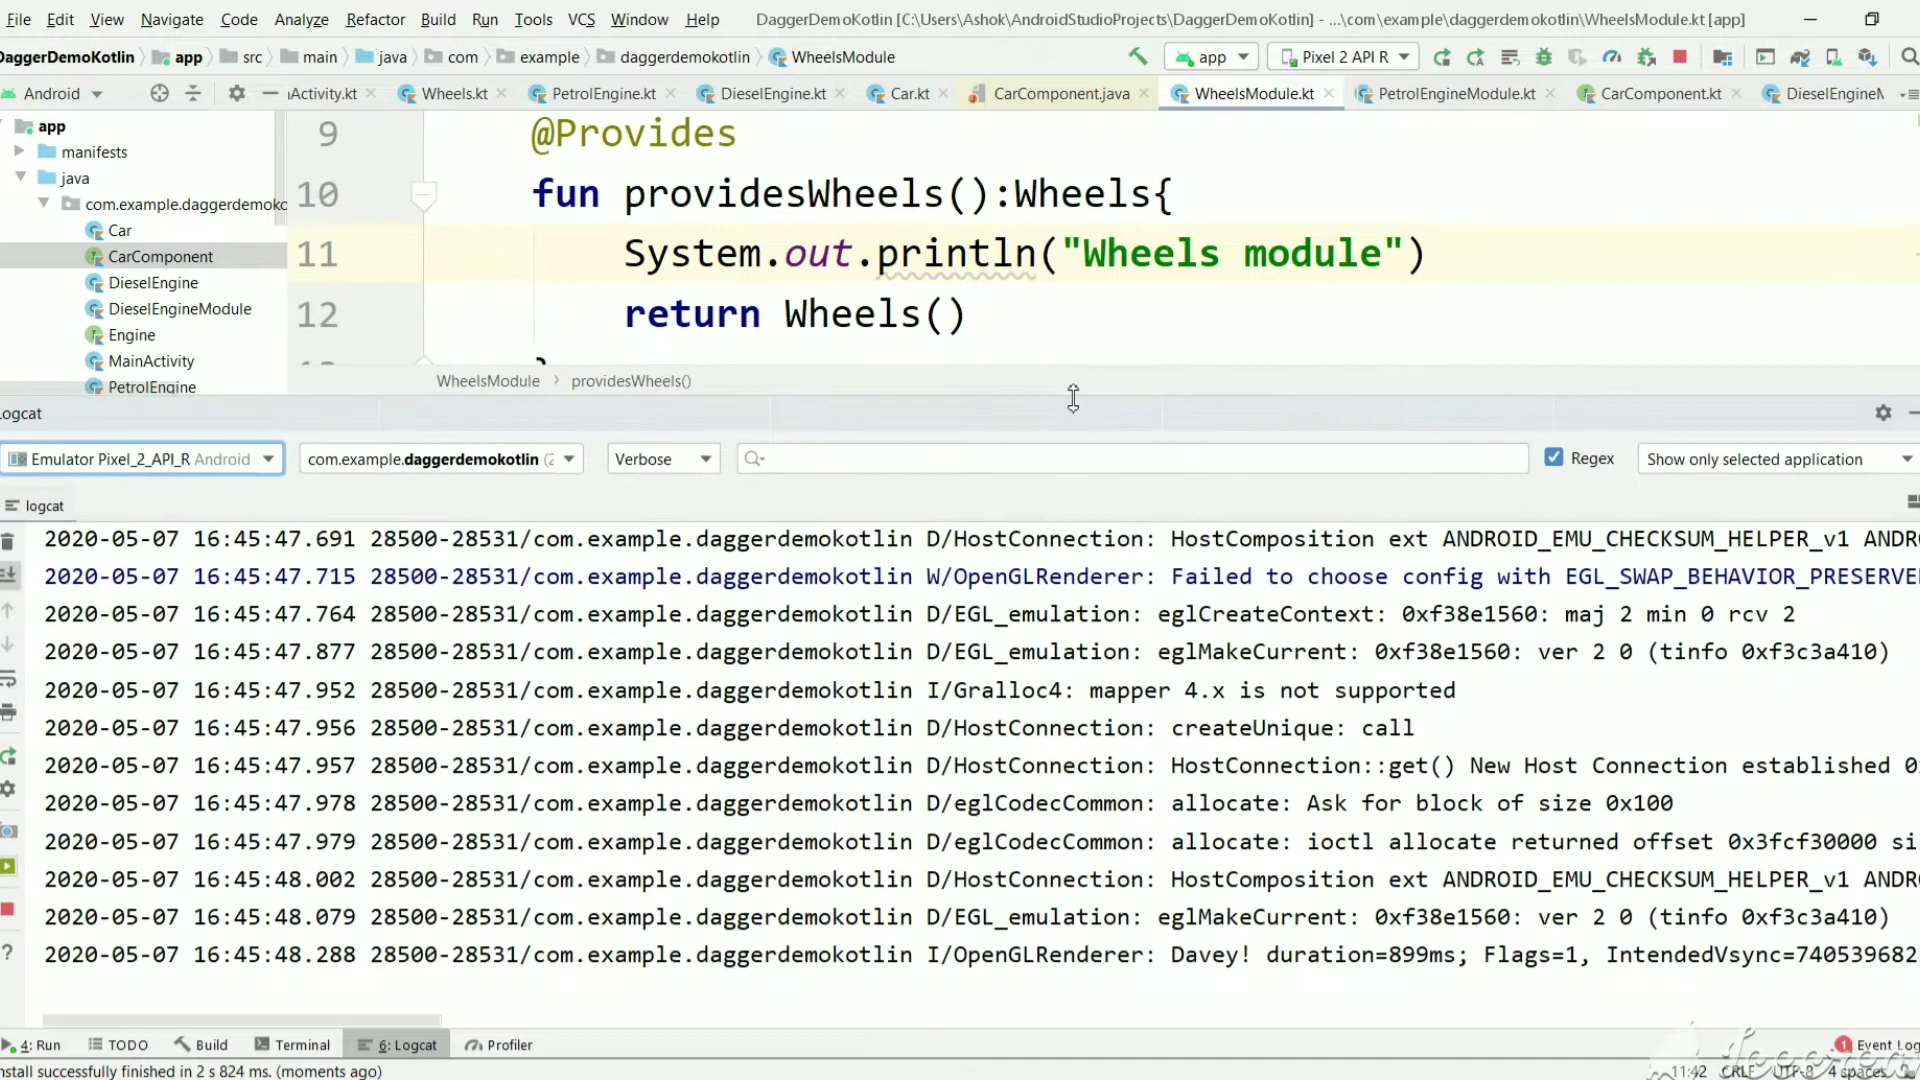 File Edit View Navigate Code Analyze Refactor Build Run Tools VCS Window Help DaggerDemoKotlin [C:\Users\Ashok\AndroidStudioProjects\DaggerDemoKotlin] - ...\com\example\daggerdemokotlin\WheelsModule.kt [app]
DaggerDemoKotlin app src main java com example daggerdemokotlin WheelsModule app Pixel 2 API R
Android Activity.kt Wheels.kt PetrolEngine.kt DieselEngine.kt Car.kt CarComponent.java WheelsModule.kt PetrolEngineModule.kt CarComponent.kt DieselEngineM
app
manifests
java
com.example.daggerdemoko
Car
CarComponent
DieselEngine
DieselEngineModule
Engine
MainActivity
PetrolEngine
9 @Provides
10 fun providesWheels():Wheels{
11 System.out.println("Wheels module")
12 return Wheels()
}
WheelsModule > providesWheels()
Logcat
Emulator Pixel_2_API_R Android com.example.daggerdemokotlin (2 Verbose Regex Show only selected application
logcat
2020-05-07 16:45:47.691 28500-28531/com.example.daggerdemokotlin D/HostConnection: HostComposition ext ANDROID_EMU_CHECKSUM_HELPER_v1 ANDRO
2020-05-07 16:45:47.715 28500-28531/com.example.daggerdemokotlin W/OpenGLRenderer: Failed to choose config with EGL_SWAP_BEHAVIOR_PRESERVE
2020-05-07 16:45:47.764 28500-28531/com.example.daggerdemokotlin D/EGL_emulation: eglCreateContext: 0xf38e1560: maj 2 min 0 rcv 2
2020-05-07 16:45:47.877 28500-28531/com.example.daggerdemokotlin D/EGL_emulation: eglMakeCurrent: 0xf38e1560: ver 2 0 (tinfo 0xf3c3a410)
2020-05-07 16:45:47.952 28500-28531/com.example.daggerdemokotlin I/Gralloc4: mapper 4.x is not supported
2020-05-07 16:45:47.956 28500-28531/com.example.daggerdemokotlin D/HostConnection: createUnique: call
2020-05-07 16:45:47.957 28500-28531/com.example.daggerdemokotlin D/HostConnection: HostConnection::get() New Host Connection established 0
2020-05-07 16:45:47.978 28500-28531/com.example.daggerdemokotlin D/eglCodecCommon: allocate: Ask for block of size 0x100
2020-05-07 16:45:47.979 28500-28531/com.example.daggerdemokotlin D/eglCodecCommon: allocate: ioctl allocate returned offset 0x3fcf30000 si
2020-05-07 16:45:48.002 28500-28531/com.example.daggerdemokotlin D/HostConnection: HostComposition ext ANDROID_EMU_CHECKSUM_HELPER_v1 ANDRO
2020-05-07 16:45:48.079 28500-28531/com.example.daggerdemokotlin D/EGL_emulation: eglMakeCurrent: 0xf38e1560: ver 2 0 (tinfo 0xf3c3a410)
2020-05-07 16:45:48.288 28500-28531/com.example.daggerdemokotlin I/OpenGLRenderer: Davey! duration=899ms; Flags=1, IntendedVsync=740539682
4: Run TODO Build Terminal 6: Logcat Profiler 1 Event Log
nstall successfully finished in 2 s 824 ms. (moments ago) 11:42 CRLF UTF-8 4 spaces